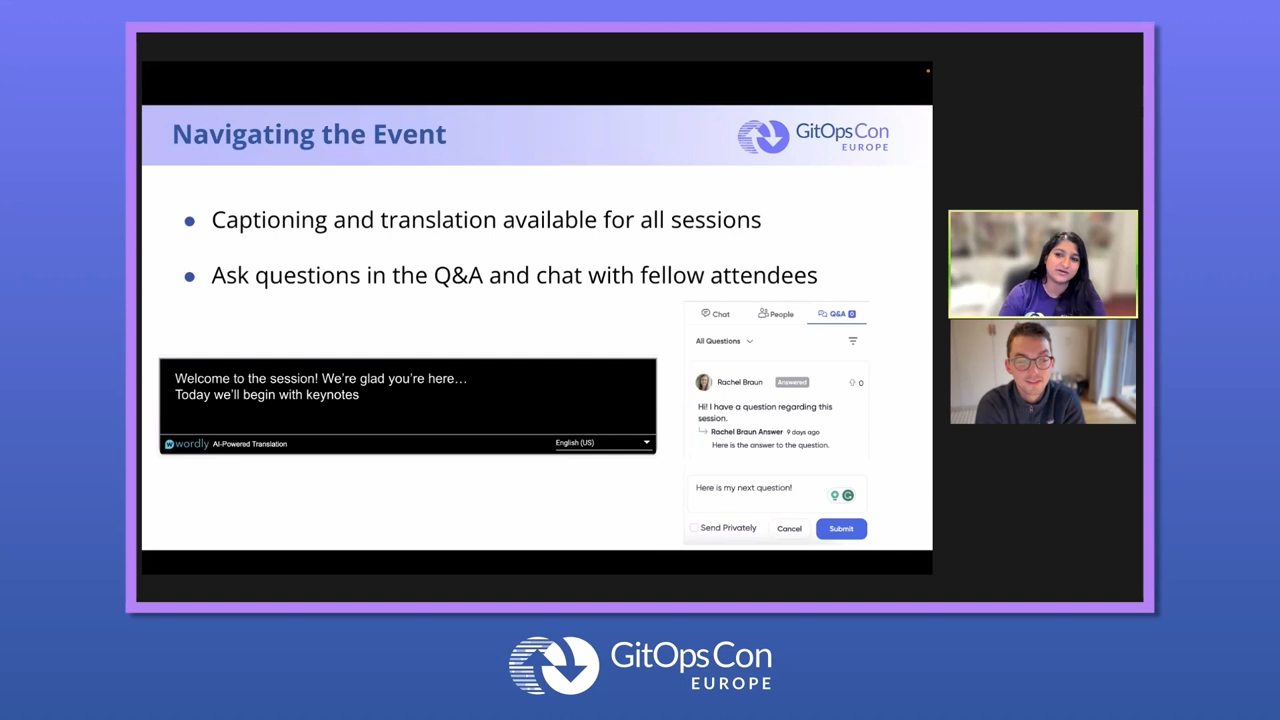 Navigating the Event
GitOpsCon
EUROPE
Captioning and translation available for all sessions
Ask questions in the Q&A and chat with fellow attendees
Welcome to the session! We're glad you're here…
Today we'll begin with keynotes
wordly AI-Powered Translation
English (US)
Chat People Q&A 0
All Questions
Rachel Braun Answered 0
Hi! I have a question regarding this
session.
Rachel Braun Answer 9 days ago
Here is the answer to the question.
Here is my next question!
Send Privately Cancel Submit
GitOpsCon
EUROPE